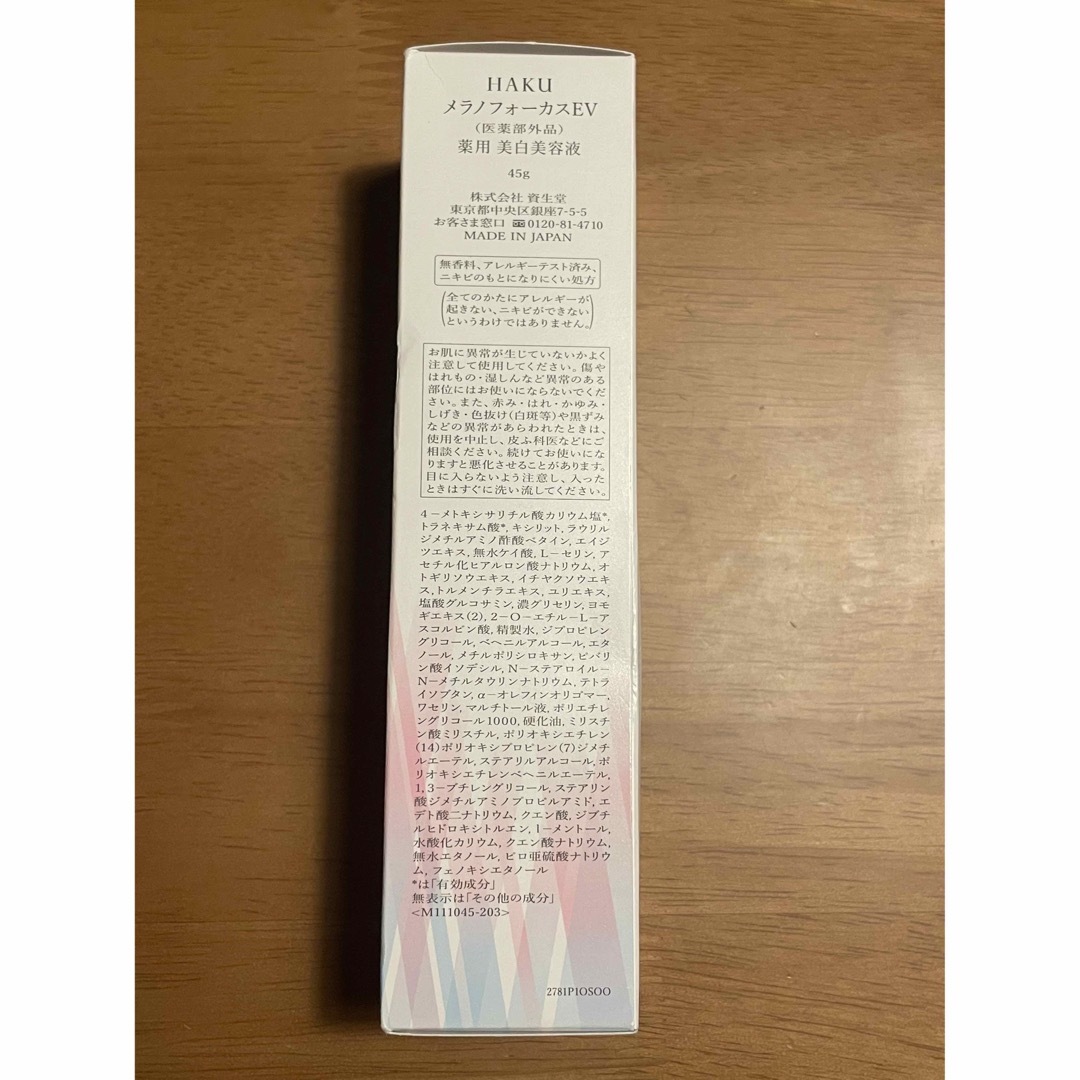 HAKU
メラノフォーカスEV
（医薬部外品）
薬用 美白美容液
45g
株式会社 資生堂
東京都中央区銀座7-5-5
お客さま窓口 0120-81-4710
MADE IN JAPAN
無香料、アレルギーテスト済み、
ニキビのもとになりにくい処方
(全てのかたにアレルギーが
起きない、ニキビができない
というわけではありません。)
お肌に異常が生じていないかよく
注意して使用してください。傷や
はれもの・湿しんなど異常のある
部位にはお使いにならないでくだ
さい。また、赤み・はれ・かゆみ・
しげき・色抜け(白斑等)や黒ずみ
などの異常があらわれたときは、
使用を中止し、皮ふ科医などにご
相談ください。続けてお使いにな
りますと悪化させることがあります。
目に入らないよう注意し、入った
ときはすぐに洗い流してください。
4－メトキシサリチル酸カリウム塩*,
トラネキサム酸*, キシリット, ラウリル
ジメチルアミノ酢酸ベタイン, エイジ
ツエキス, 無水ケイ酸, L－セリン, ア
セチル化ヒアルロン酸ナトリウム, オ
トギリソウエキス, イチヤクソウエキ
ス, トルメンチラエキス, ユリエキス,
塩酸グルコサミン, 濃グリセリン, ヨモ
ギエキス(2), 2－O－エチル－L－ア
スコルビン酸, 精製水, ジプロピレン
グリコール, ベヘニルアルコール, エタ
ノール, メチルポリシロキサン, ピバリ
ン酸イソデシル, N－ステアロイル－
N－メチルタウリンナトリウム, テトラ
イソブタン, α－オレフィンオリゴマー,
ワセリン, マルチトール液, ポリエチレ
ングリコール1000, 硬化油, ミリスチ
ン酸ミリスチル, ポリオキシエチレン
(14)ポリオキシプロピレン(7)ジメチ
ルエーテル, ステアリルアルコール, ポ
リオキシエチレンベヘニルエーテル,
1, 3－ブチレングリコール, ステアリン
酸ジメチルアミノプロピルアミド, エ
デト酸二ナトリウム, クエン酸, ジブチ
ルヒドロキシトルエン, l－メントール,
水酸化カリウム, クエン酸ナトリウム,
無水エタノール, ピロ亜硫酸ナトリウ
ム, フェノキシエタノール
*は「有効成分」
無表示は「その他の成分」
<M111045-203>
2781P1OSOO